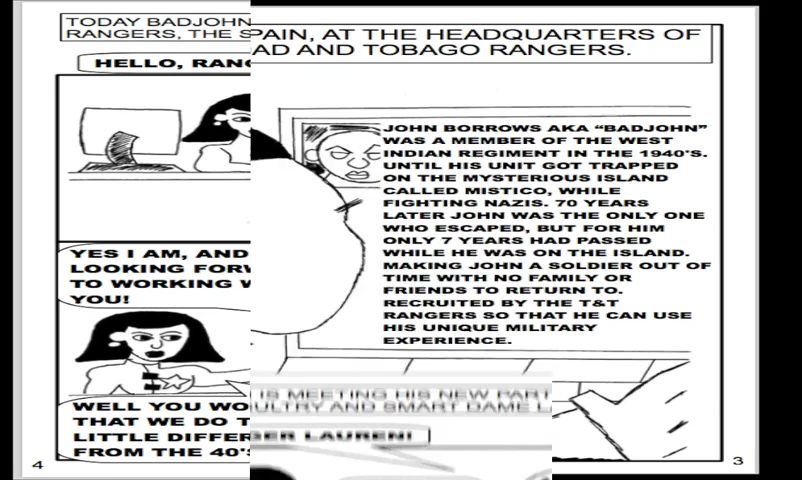 TODAY BADJOHN
RANGERS, THE S
HELLO, RANG
YES I AM, AND
LOOKING FORW
TO WORKING W
YOU!
WELL YOU WO
THAT WE DO T
LITTLE DIFFER
FROM THE 40'S
4
PAIN, AT THE HEADQUARTERS OF
AD AND TOBAGO RANGERS.
JOHN BORROWS AKA “BADJOHN”
WAS A MEMBER OF THE WEST
INDIAN REGIMENT IN THE 1940'S.
UNTIL HIS UNIT GOT TRAPPED
ON THE MYSTERIOUS ISLAND
CALLED MISTICO, WHILE
FIGHTING NAZIS. 70 YEARS
LATER JOHN WAS THE ONLY ONE
WHO ESCAPED, BUT FOR HIM
ONLY 7 YEARS HAD PASSED
WHILE HE WAS ON THE ISLAND.
MAKING JOHN A SOLDIER OUT OF
TIME WITH NO FAMILY OR
FRIENDS TO RETURN TO.
RECRUITED BY THE T&T
RANGERS SO THAT HE CAN USE
HIS UNIQUE MILITARY
EXPERIENCE.
IS MEETING HIS NEW PART
ULTRY AND SMART DAME L
GER LAUREN!
3